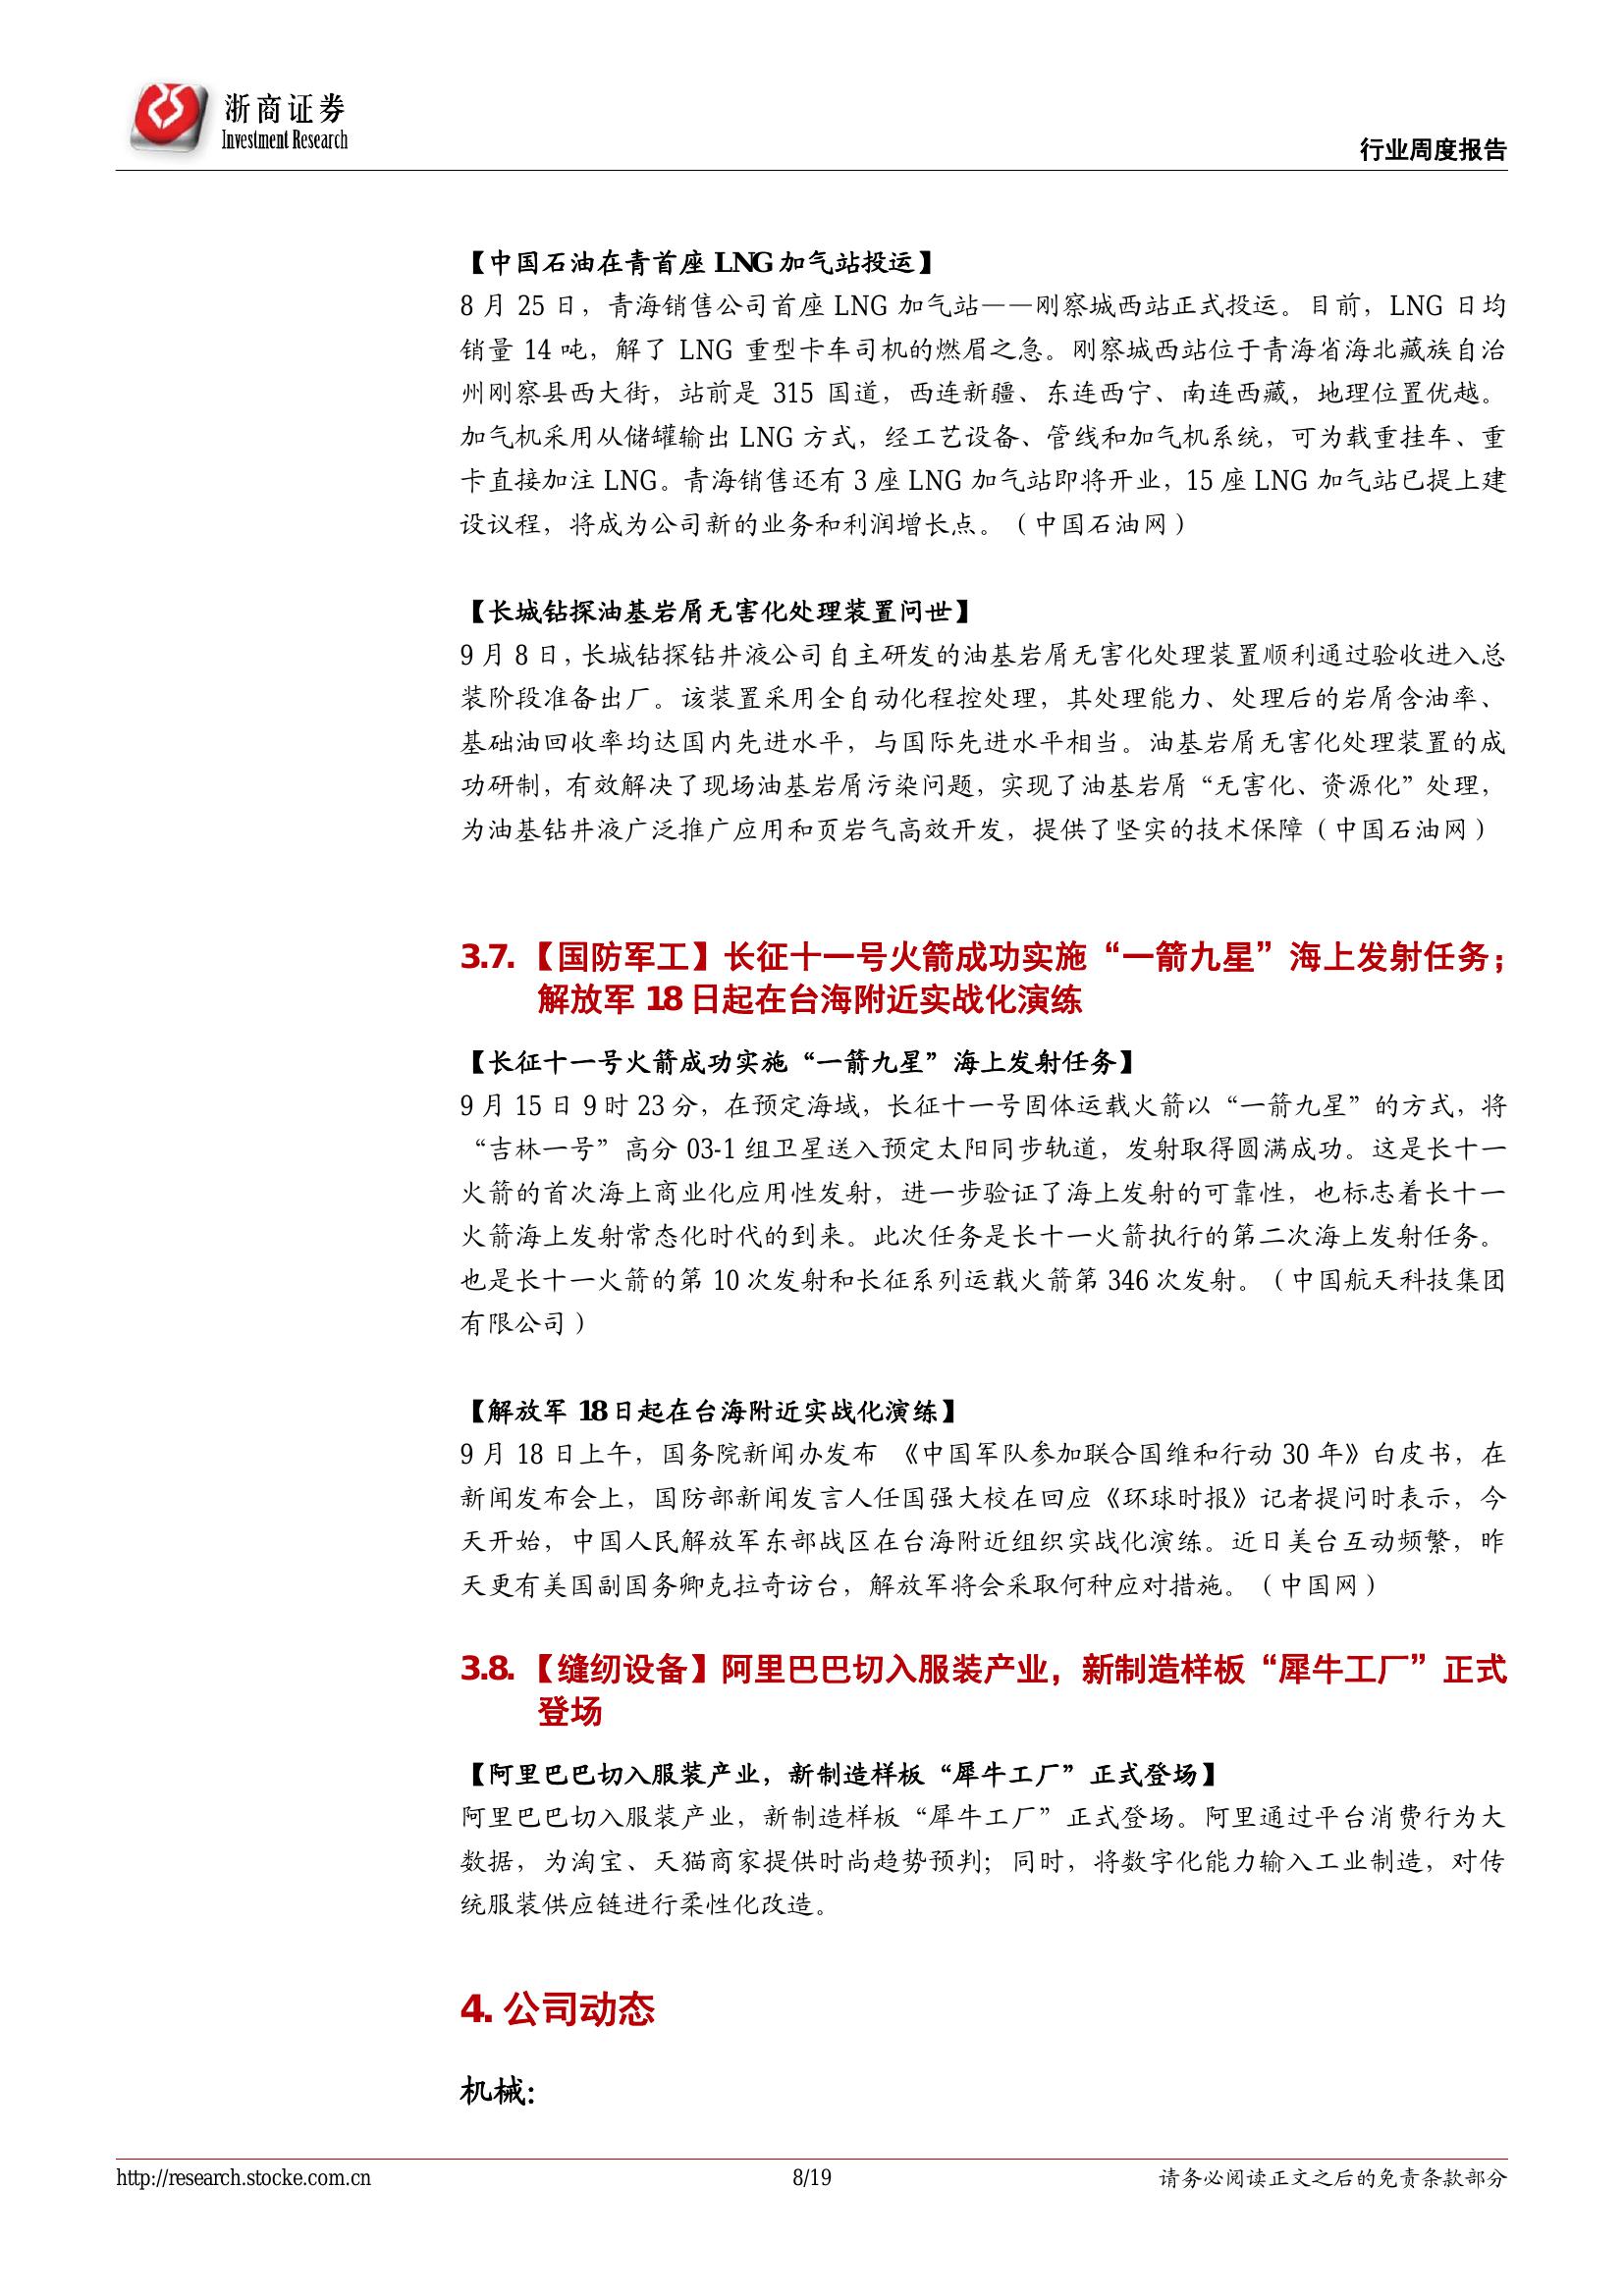 浙商证券
Investment Research
行业周度报告
【中国石油在青首座 LNG 加气站投运】
8 月 25 日，青海销售公司首座 LNG 加气站——刚察城西站正式投运。目前，LNG 日均
销量 14 吨，解了 LNG 重型卡车司机的燃眉之急。刚察城西站位于青海省海北藏族自治
州刚察县西大街，站前是 315 国道，西连新疆、东连西宁、南连西藏，地理位置优越。
加气机采用从储罐输出 LNG 方式，经工艺设备、管线和加气机系统，可为载重挂车、重
卡直接加注 LNG。青海销售还有 3 座 LNG 加气站即将开业，15 座 LNG 加气站已提上建
设议程，将成为公司新的业务和利润增长点。（中国石油网）
【长城钻探油基岩屑无害化处理装置问世】
9 月 8 日，长城钻探钻井液公司自主研发的油基岩屑无害化处理装置顺利通过验收进入总
装阶段准备出厂。该装置采用全自动化程控处理，其处理能力、处理后的岩屑含油率、
基础油回收率均达国内先进水平，与国际先进水平相当。油基岩屑无害化处理装置的成
功研制，有效解决了现场油基岩屑污染问题，实现了油基岩屑“无害化、资源化”处理，
为油基钻井液广泛推广应用和页岩气高效开发，提供了坚实的技术保障（中国石油网）
3.7.【国防军工】长征十一号火箭成功实施“一箭九星”海上发射任务；
解放军 18 日起在台海附近实战化演练
【长征十一号火箭成功实施“一箭九星”海上发射任务】
9 月 15 日 9 时 23 分，在预定海域，长征十一号固体运载火箭以“一箭九星”的方式，将
“吉林一号”高分 03-1 组卫星送入预定太阳同步轨道，发射取得圆满成功。这是长十一
火箭的首次海上商业化应用性发射，进一步验证了海上发射的可靠性，也标志着长十一
火箭海上发射常态化时代的到来。此次任务是长十一火箭执行的第二次海上发射任务。
也是长十一火箭的第 10 次发射和长征系列运载火箭第 346 次发射。（中国航天科技集团
有限公司）
【解放军 18 日起在台海附近实战化演练】
9 月 18 日上午，国务院新闻办发布 《中国军队参加联合国维和行动 30 年》白皮书，在
新闻发布会上，国防部新闻发言人任国强大校在回应《环球时报》记者提问时表示，今
天开始，中国人民解放军东部战区在台海附近组织实战化演练。近日美台互动频繁，昨
天更有美国副国务卿克拉奇访台，解放军将会采取何种应对措施。（中国网）
3.8.【缝纫设备】阿里巴巴切入服装产业，新制造样板“犀牛工厂”正式
登场
【阿里巴巴切入服装产业，新制造样板“犀牛工厂”正式登场】
阿里巴巴切入服装产业，新制造样板“犀牛工厂”正式登场。阿里通过平台消费行为大
数据，为淘宝、天猫商家提供时尚趋势预判；同时，将数字化能力输入工业制造，对传
统服装供应链进行柔性化改造。
4. 公司动态
机械：
http://research.stocke.com.cn
8/19
请务必阅读正文之后的免责条款部分